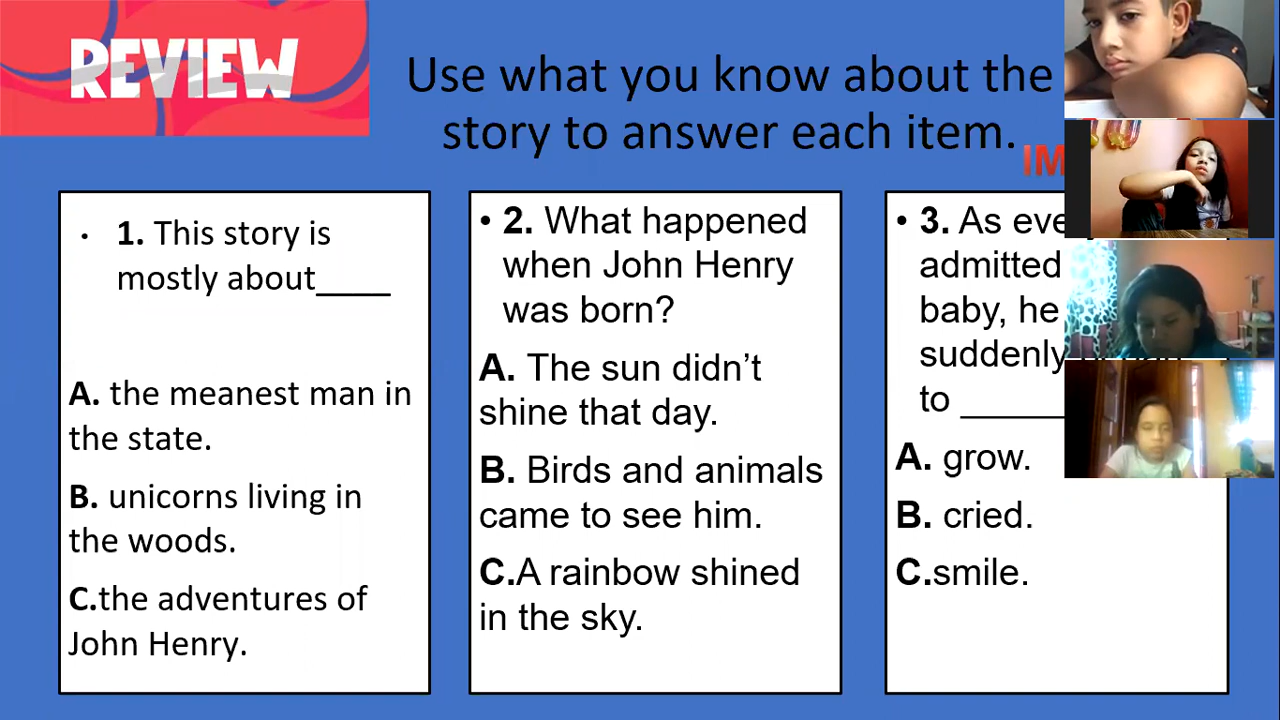 REVIEW
Use what you know about the
story to answer each item.
IM
• 1. This story is
mostly about____
A. the meanest man in
the state.
B. unicorns living in
the woods.
C.the adventures of
John Henry.
• 2. What happened
when John Henry
was born?
A. The sun didn’t
shine that day.
B. Birds and animals
came to see him.
C.A rainbow shined
in the sky.
• 3. As
admitted
baby, he
suddenly
to _____
A. grow.
B. cried.
C.smile.